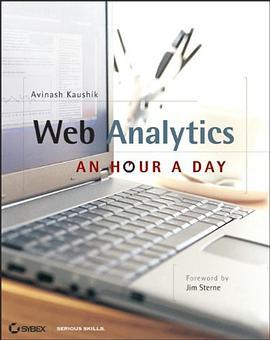 Avinash Kaushik
Web Analytics
AN HOUR A DAY
Foreword by
Jim Sterne
SYBEX
SERIOUS SKILLS.